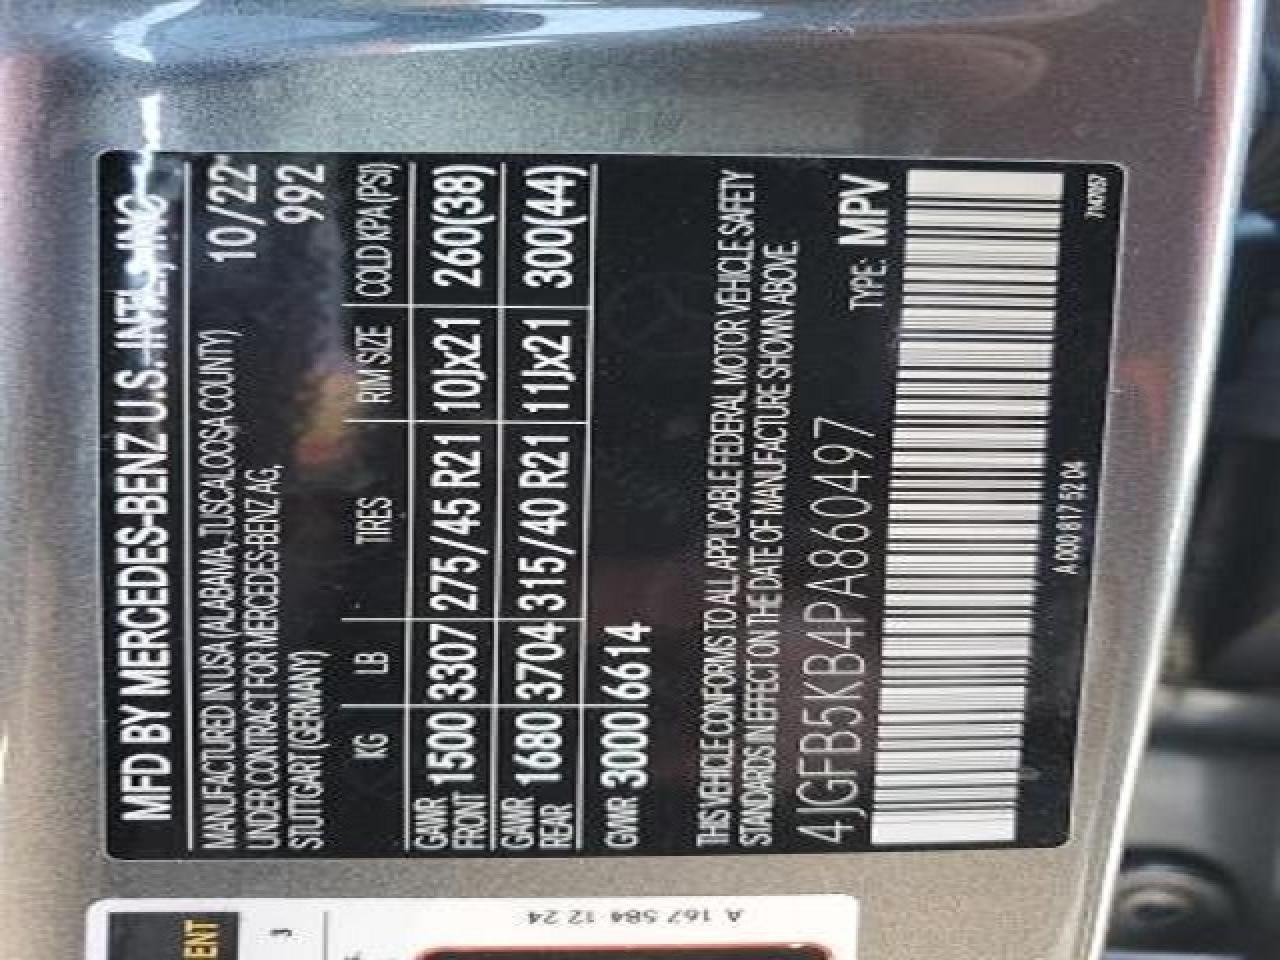 MFD BY MERCEDES-BENZ U.S. INTL, INC
MANUFACTURED IN USA (ALABAMA, TUSCALOOSA COUNTY) 10/22
UNDER CONTRACT FOR MERCEDES-BENZ AG, 992
STUTTGART (GERMANY)
KG LB TIRES RIM SIZE COLD KPA (PSI)
GAWR FRONT 1500 3307 275/45 R21 10Jx21 260(38)
GAWR REAR 1680 3704 315/40 R21 11Jx21 300(44)
GVWR 3000 6614
THIS VEHICLE CONFORMS TO ALL APPLICABLE FEDERAL MOTOR VEHICLE SAFETY
STANDARDS IN EFFECT ON THE DATE OF MANUFACTURE SHOWN ABOVE.
4JGFB5KB4PA860497 TYPE: MPV
A 000 817 52 04
7147057
A 167 584 12 24
ENT